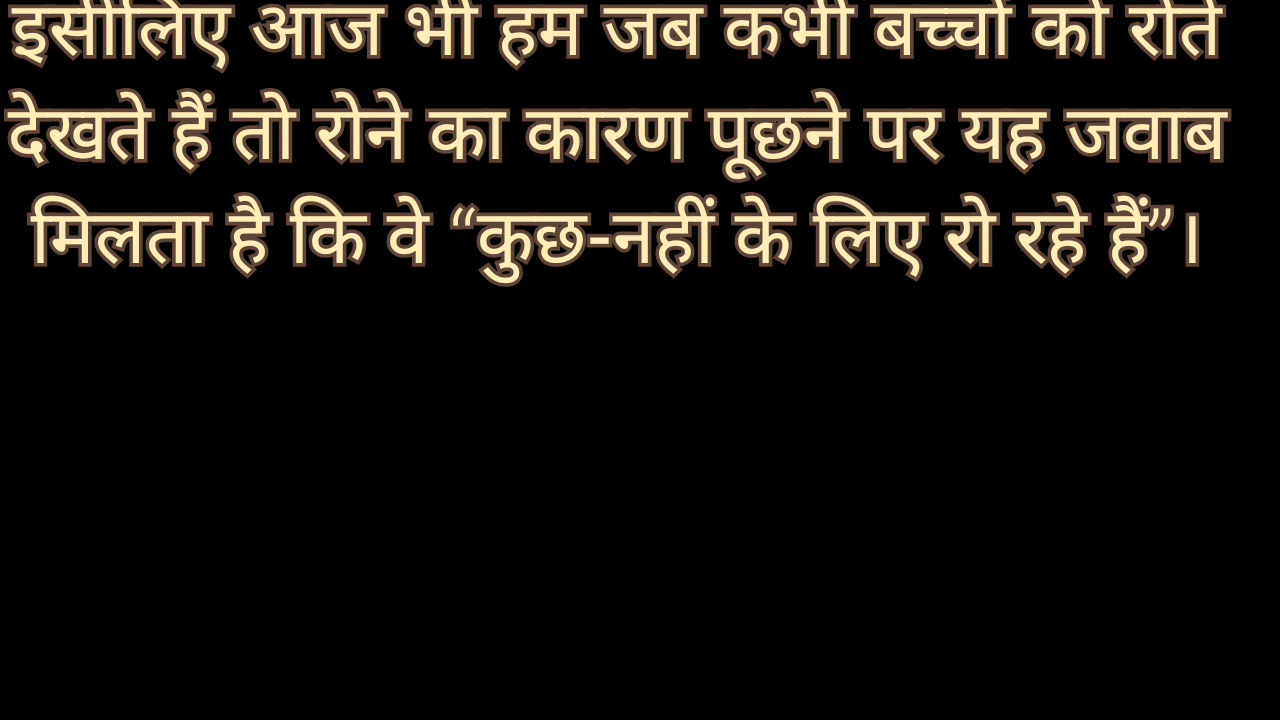 इसीलिए आज भी हम जब कभी बच्चों को रोते
देखते हैं तो रोने का कारण पूछने पर यह जवाब
मिलता है कि वे “कुछ-नहीं के लिए रो रहे हैं”।